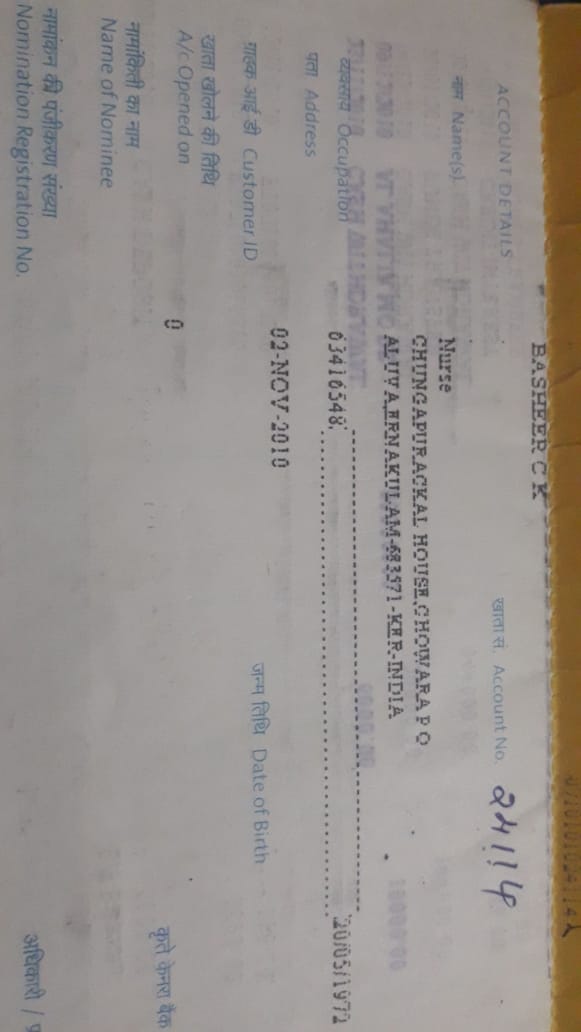 ACCOUNT DETAILS
खाता सं. Account No. 24114
BASHEER C K
नाम Name(s)
Nurse
CHUNGAPURACKAL HOUSE,CHOWARA P O
ALUVA,ERNAKULAM-683571-KER-INDIA
व्यवसाय Occupation
63416548
20/05/1972
पता Address
02-NOV-2010
ग्राहक आई डी Customer ID
जन्म तिथि Date of Birth
खाता खोलने की तिथि
A/c Opened on
0
नामांकिती का नाम
Name of Nominee
कृते केनरा बैंक
नामांकन की पंजीकरण संख्या
Nomination Registration No.
अधिकारी /